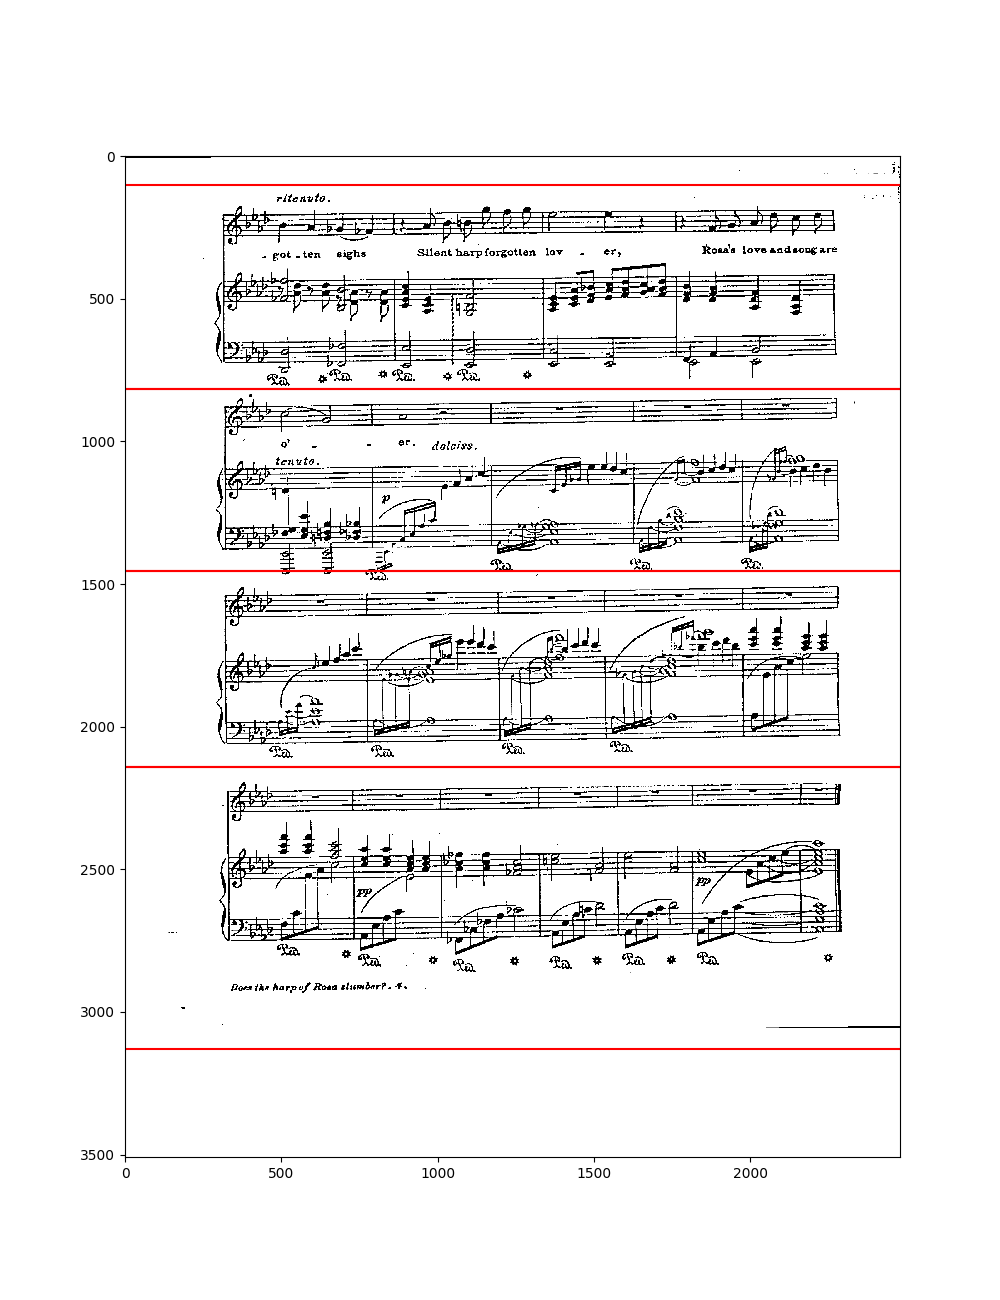 0
ritenuto.
- got - ten sighs Silent harp forgotten lov - er, Rosa's love and song are
500
Ped. * Ped. * Ped. * Ped. *
1000
o' - - er. dolciss.
tenuto.
p
Ped. Ped. Ped. Ped.
1500
2000
Ped. Ped. Ped. Ped.
2500
pp pp
Ped. * Ped. * Ped. * Ped. * Ped. * Ped. *
Does the harp of Rosa slumber?. 4.
3000
3500
0 500 1000 1500 2000